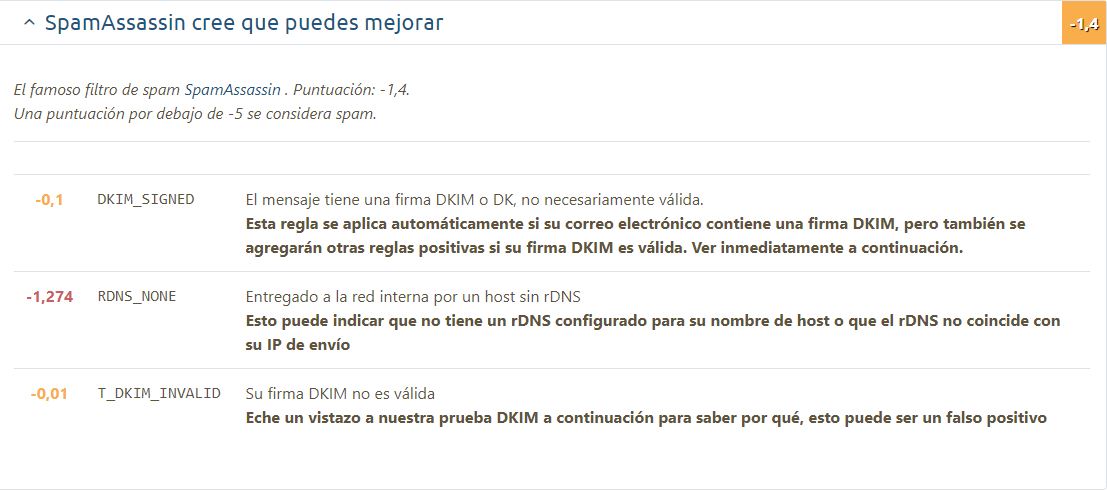 SpamAssassin cree que puedes mejorar
-1,4
El famoso filtro de spam SpamAssassin . Puntuación: -1,4.
Una puntuación por debajo de -5 se considera spam.
-0,1 DKIM_SIGNED El mensaje tiene una firma DKIM o DK, no necesariamente válida.
Esta regla se aplica automáticamente si su correo electrónico contiene una firma DKIM, pero también se
agregarán otras reglas positivas si su firma DKIM es válida. Ver inmediatamente a continuación.
-1,274 RDNS_NONE Entregado a la red interna por un host sin rDNS
Esto puede indicar que no tiene un rDNS configurado para su nombre de host o que el rDNS no coincide con
su IP de envío
-0,01 T_DKIM_INVALID Su firma DKIM no es válida
Eche un vistazo a nuestra prueba DKIM a continuación para saber por qué, esto puede ser un falso positivo